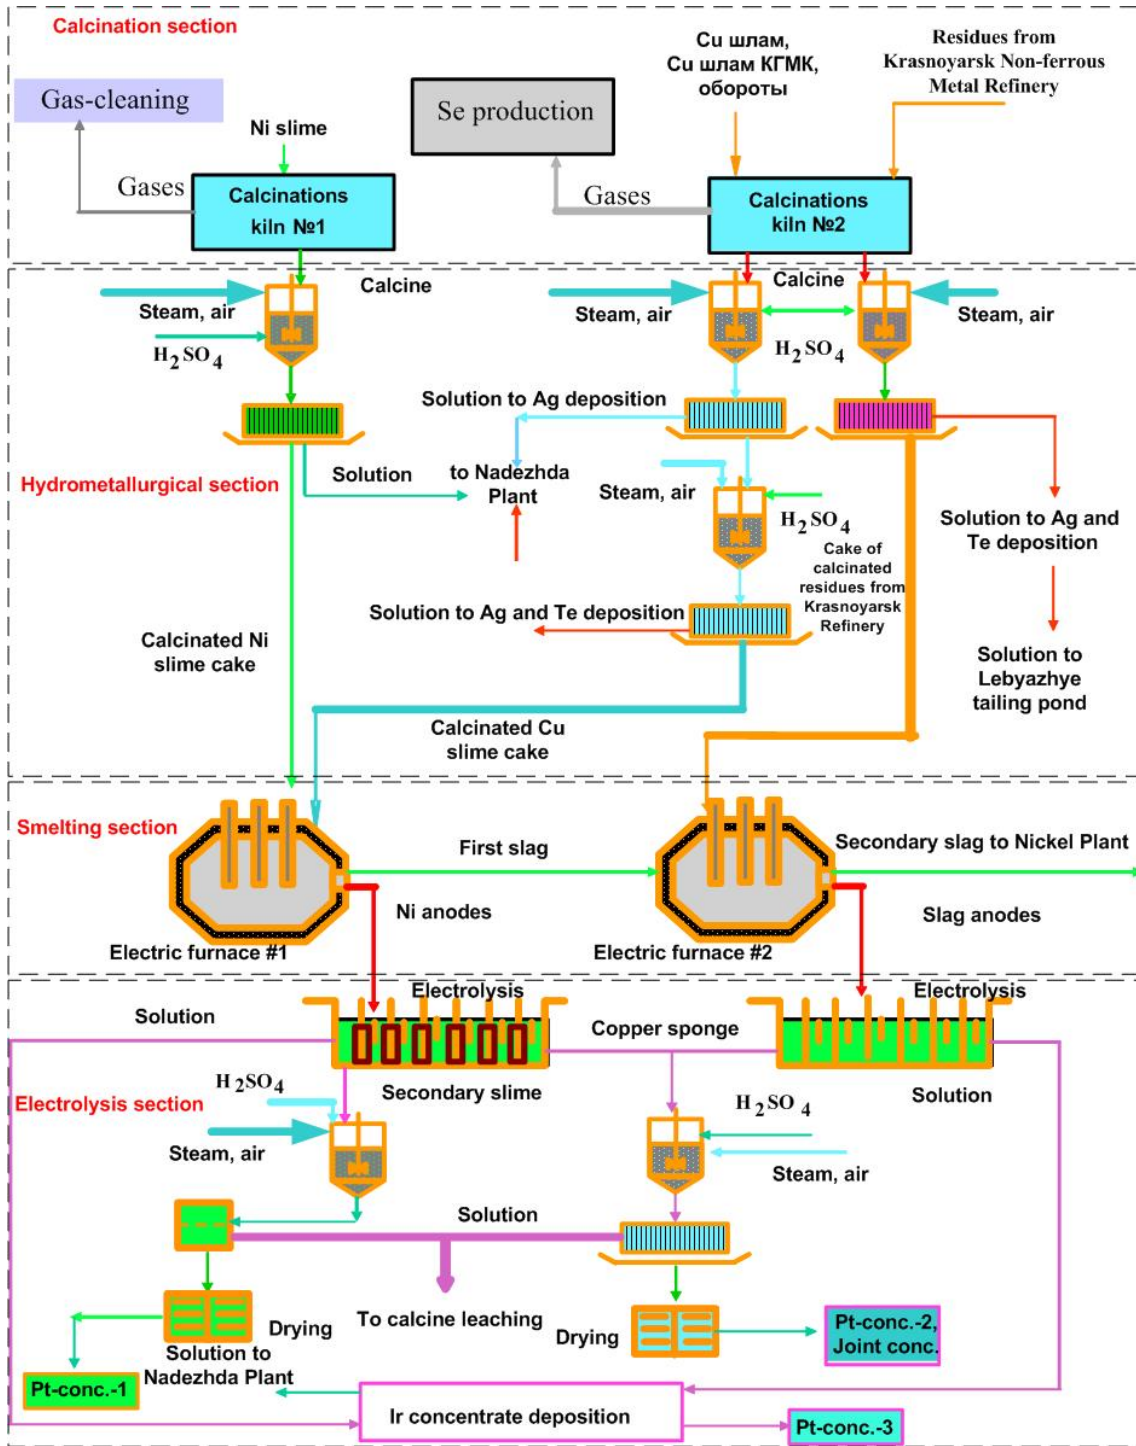 Calcination section
Cu шлам,
Cu шлам КГМК,
обороты
Residues from
Krasnoyarsk Non-ferrous
Metal Refinery
Gas-cleaning
Se production
Ni slime
Gases
Gases
Calcinations
kiln №1
Calcinations
kiln №2
Calcine
Calcine
Steam, air
H2SO4
Steam, air
H2SO4
Steam, air
Solution to Ag deposition
Hydrometallurgical section
Solution
to Nadezhda
Plant
Steam, air
H2SO4
Cake of
calcinated
residues from
Krasnoyarsk
Refinery
Solution to Ag and
Te deposition
Solution to Ag and Te deposition
Calcinated Ni
slime cake
Solution to
Lebyazhye
tailing pond
Calcinated Cu
slime cake
Smelting section
First slag
Secondary slag to Nickel Plant
Ni anodes
Slag anodes
Electric furnace #1
Electric furnace #2
Electrolysis
Electrolysis
Solution
Copper sponge
H2SO4
Secondary slime
Solution
Electrolysis section
H2SO4
Steam, air
Steam, air
Solution
To calcine leaching
Drying
Drying
Pt-conc.-2,
Joint conc.
Solution to
Nadezhda Plant
Pt-conc.-1
Ir concentrate deposition
Pt-conc.-3